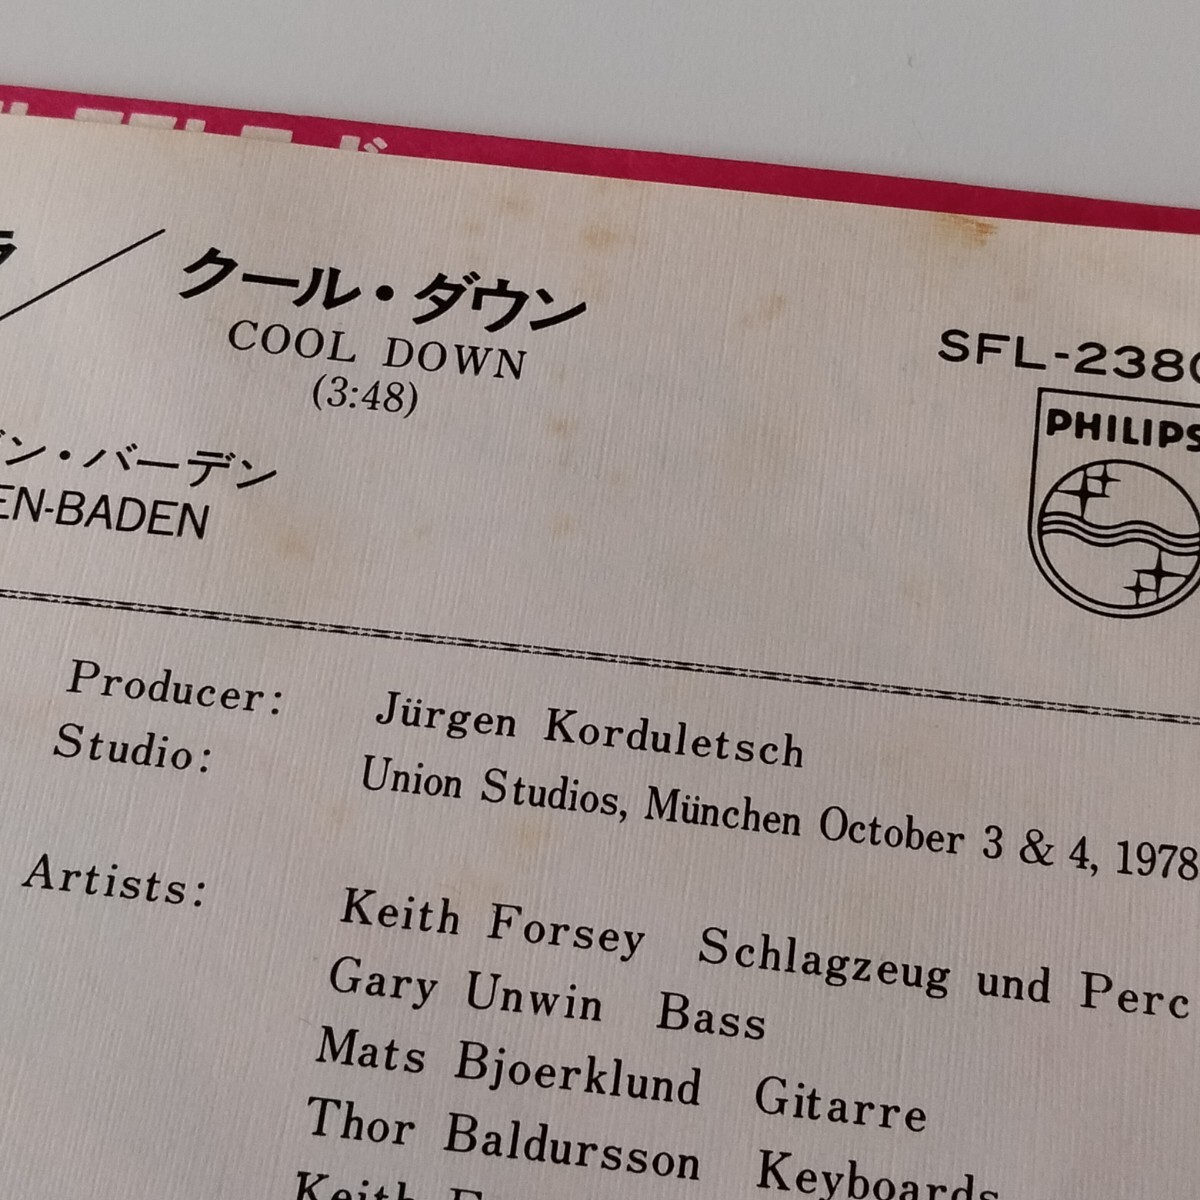 クール・ダウン
COOL DOWN
(3:48)
ン・バーデン
EN-BADEN
SFL-238
PHILIPS
Producer: Jürgen Korduletsch
Studio: Union Studios, München October 3 & 4, 1978
Artists: Keith Forsey Schlagzeug und Perc
Gary Unwin Bass
Mats Bjoerklund Gitarre
Thor Baldursson Keyboards
Keith